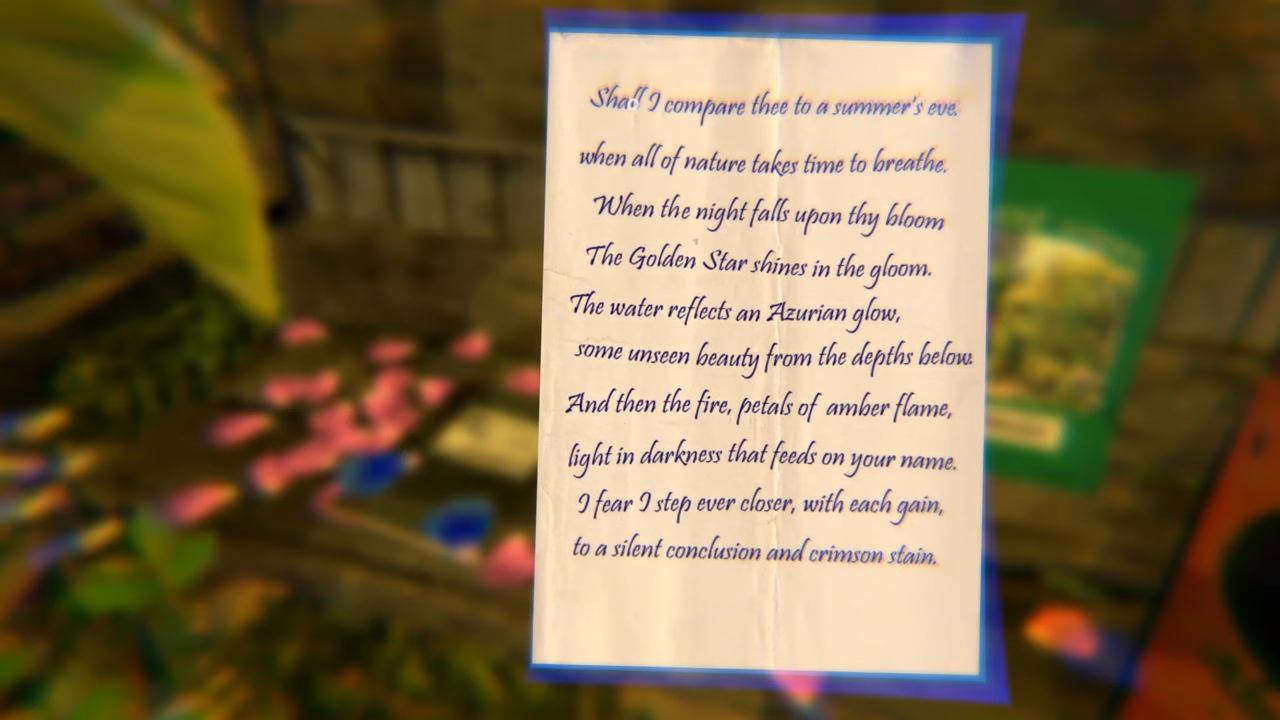 Shall I compare thee to a summer's eve.
when all of nature takes time to breathe.
When the night falls upon thy bloom
The Golden Star shines in the gloom.
The water reflects an Azurian glow,
some unseen beauty from the depths below.
And then the fire, petals of amber flame,
light in darkness that feeds on your name.
I fear I step ever closer, with each gain,
to a silent conclusion and crimson stain.